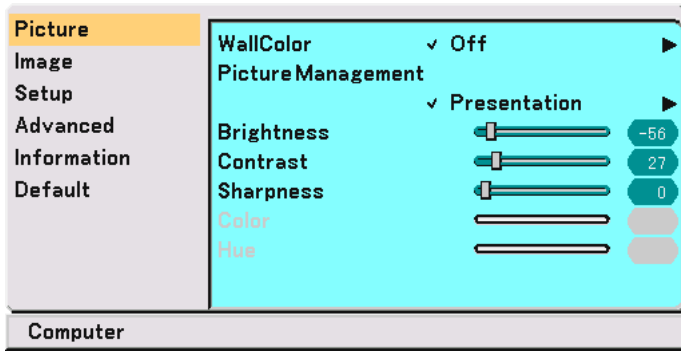 Picture
Image
Setup
Advanced
Information
Default
WallColor ✓ Off
Picture Management
✓ Presentation
Brightness -56
Contrast 27
Sharpness 0
Color
Hue
Computer